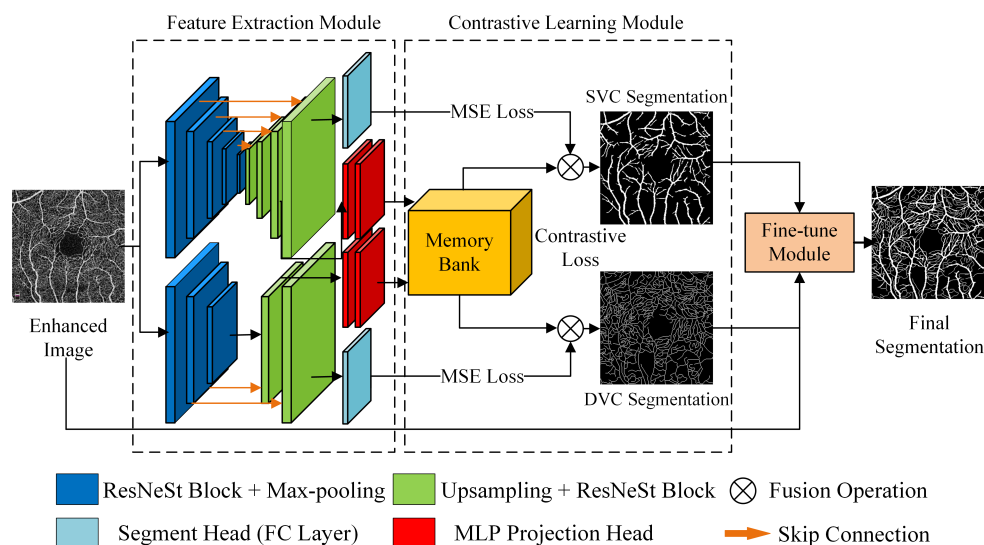 Feature Extraction Module
Contrastive Learning Module
MSE Loss
SVC Segmentation
Memory
Bank
Contrastive
Loss
Fine-tune
Module
Enhanced
Image
Final
Segmentation
MSE Loss
DVC Segmentation
ResNeSt Block + Max-pooling
Upsampling + ResNeSt Block
Fusion Operation
Segment Head (FC Layer)
MLP Projection Head
Skip Connection